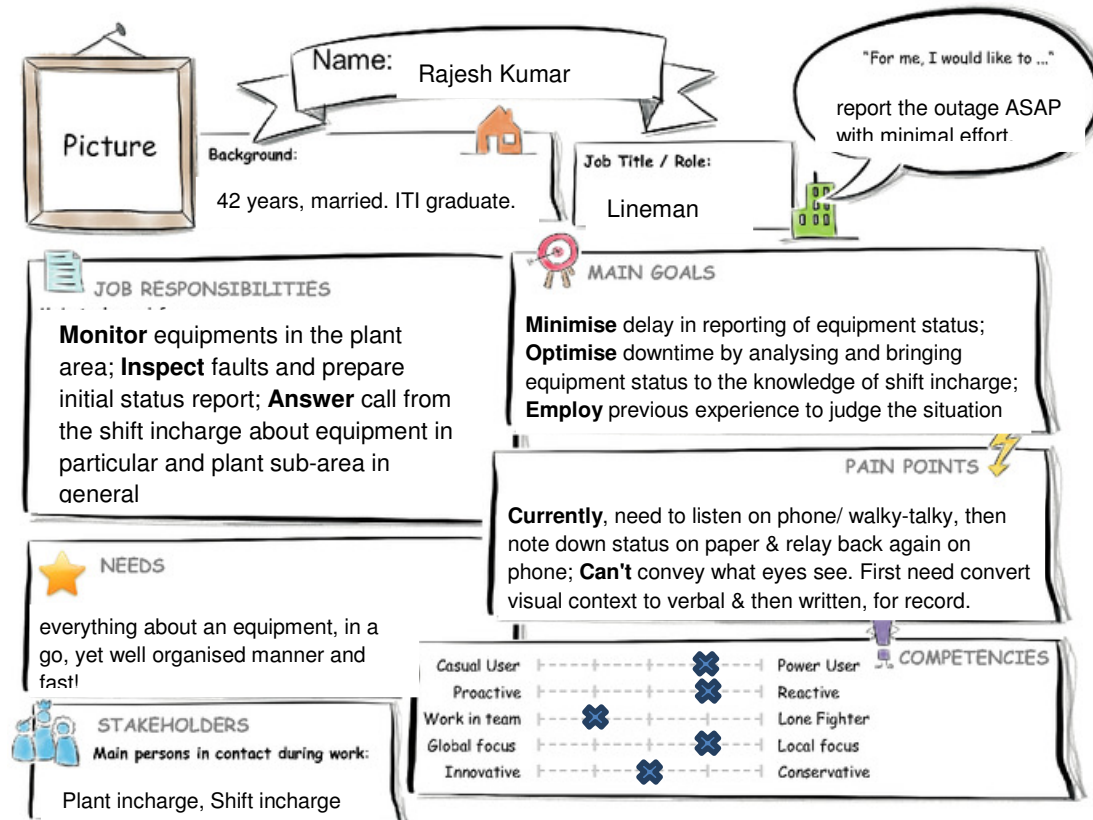 Name: Rajesh Kumar
"For me, I would like to ..."
report the outage ASAP
with minimal effort.
Picture
Background:
42 years, married. ITI graduate.
Job Title / Role:
Lineman
JOB RESPONSIBILITIES
Monitor equipments in the plant
area; Inspect faults and prepare
initial status report; Answer call from
the shift incharge about equipment in
particular and plant sub-area in
general
MAIN GOALS
Minimise delay in reporting of equipment status;
Optimise downtime by analysing and bringing
equipment status to the knowledge of shift incharge;
Employ previous experience to judge the situation
PAIN POINTS
Currently, need to listen on phone/ walky-talky, then
note down status on paper & relay back again on
phone; Can't convey what eyes see. First need convert
visual context to verbal & then written, for record.
NEEDS
everything about an equipment, in a
go, yet well organised manner and
fast!
COMPETENCIES
Casual User Power User
Proactive Reactive
Work in team Lone Fighter
Global focus Local focus
Innovative Conservative
STAKEHOLDERS
Main persons in contact during work:
Plant incharge, Shift incharge